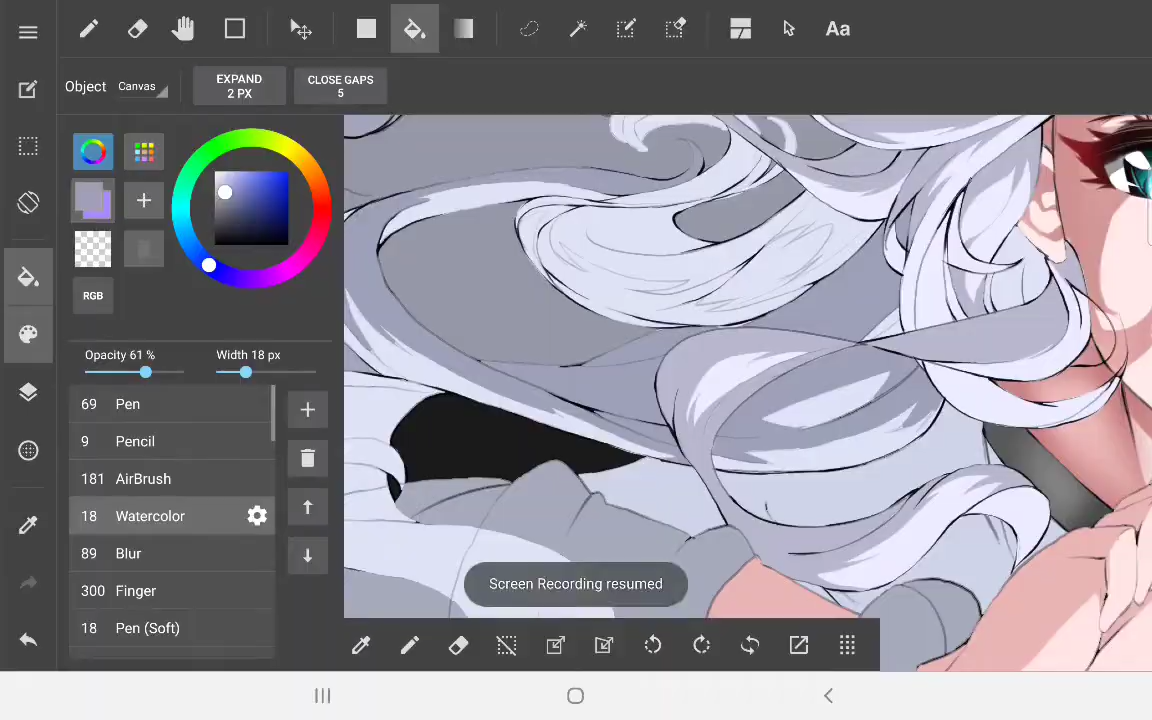 Aa
Object
Canvas
EXPAND
2 PX
CLOSE GAPS
5
RGB
Opacity 61 %
Width 18 px
69 Pen
9 Pencil
181 AirBrush
18 Watercolor
89 Blur
300 Finger
18 Pen (Soft)
Screen Recording resumed